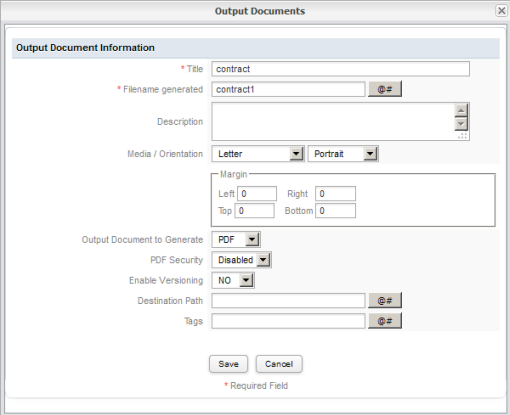 Output Documents
Output Document Information
* Title contract
* Filename generated contract1 @#
Description
Media / Orientation Letter Portrait
Margin
Left 0 Right 0
Top 0 Bottom 0
Output Document to Generate PDF
PDF Security Disabled
Enable Versioning NO
Destination Path @#
Tags @#
Save Cancel
* Required Field